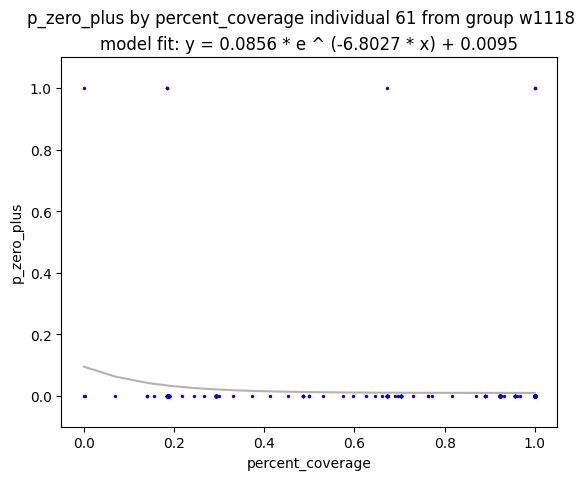 p_zero_plus by percent_coverage individual 61 from group w1118
model fit: y = 0.0856 * e ^ (-6.8027 * x) + 0.0095
1.0
0.8
0.6
0.4
0.2
0.0
p_zero_plus
0.0 0.2 0.4 0.6 0.8 1.0
percent_coverage